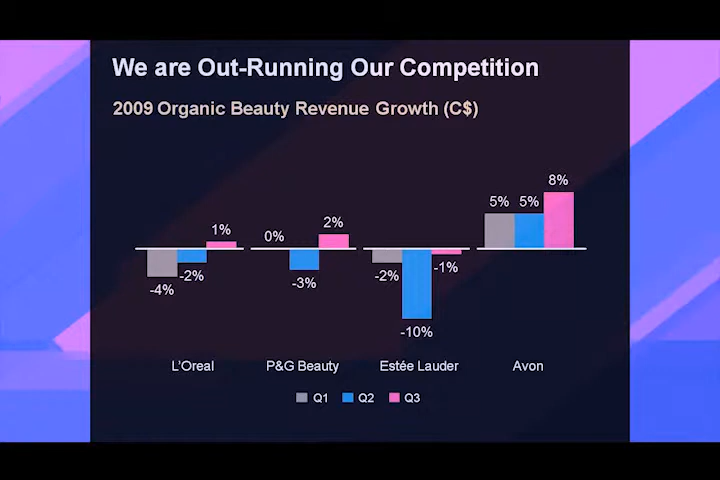 We are Out-Running Our Competition
2009 Organic Beauty Revenue Growth (C$)
8%
5% 5%
1% 0% 2%
-4% -2% -3% -2% -10% -1%
L'Oreal P&G Beauty Estée Lauder Avon
Q1 Q2 Q3